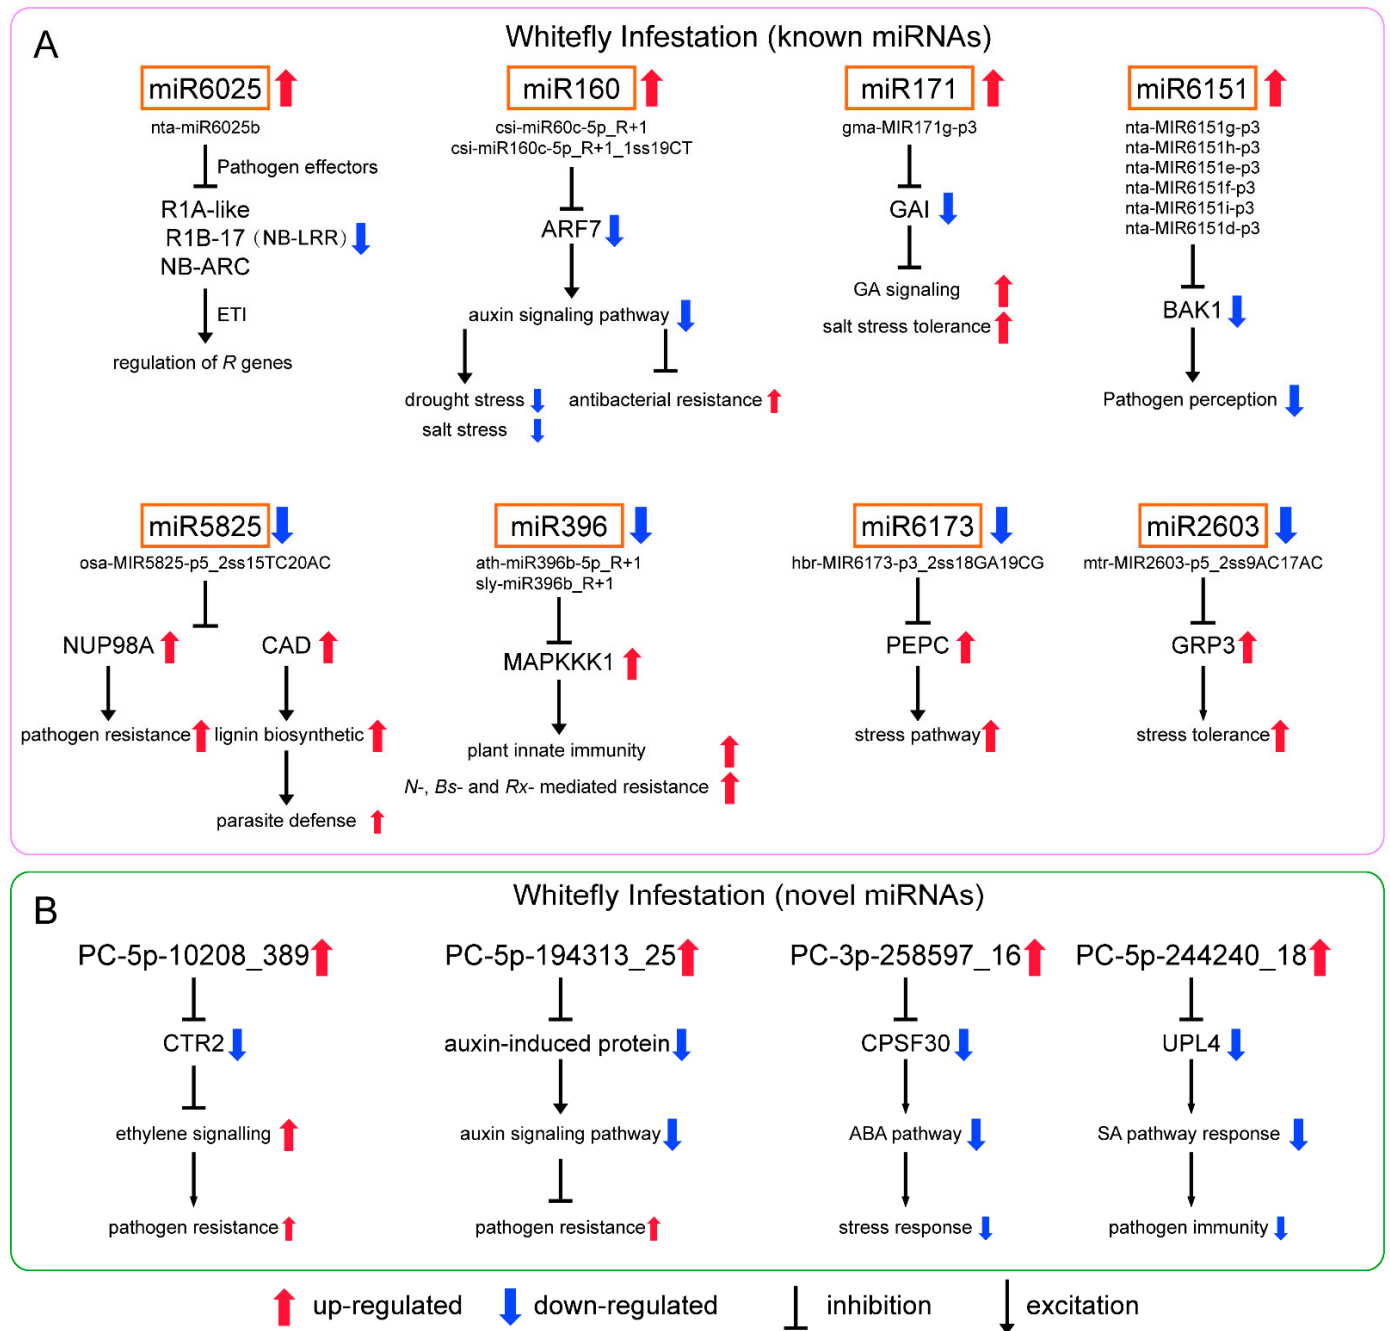 A
Whitefly Infestation (known miRNAs)
miR6025
nta-miR6025b
Pathogen effectors
R1A-like
R1B-17 (NB-LRR)
NB-ARC
ETI
regulation of R genes
miR160
csi-miR60c-5p_R+1
csi-miR160c-5p_R+1_1ss19CT
ARF7
auxin signaling pathway
drought stress
salt stress
antibacterial resistance
miR171
gma-MIR171g-p3
GAI
GA signaling
salt stress tolerance
miR6151
nta-MIR6151g-p3
nta-MIR6151h-p3
nta-MIR6151e-p3
nta-MIR6151f-p3
nta-MIR6151i-p3
nta-MIR6151d-p3
BAK1
Pathogen perception
miR5825
osa-MIR5825-p5_2ss15TC20AC
NUP98A
pathogen resistance
CAD
lignin biosynthetic
parasite defense
miR396
ath-miR396b-5p_R+1
sly-miR396b_R+1
MAPKKK1
plant innate immunity
N-, Bs- and Rx- mediated resistance
miR6173
hbr-MIR6173-p3_2ss18GA19CG
PEPC
stress pathway
miR2603
mtr-MIR2603-p5_2ss9AC17AC
GRP3
stress tolerance
B
Whitefly Infestation (novel miRNAs)
PC-5p-10208_389
CTR2
ethylene signalling
pathogen resistance
PC-5p-194313_25
auxin-induced protein
auxin signaling pathway
pathogen resistance
PC-3p-258597_16
CPSF30
ABA pathway
stress response
PC-5p-244240_18
UPL4
SA pathway response
pathogen immunity
up-regulated
down-regulated
inhibition
excitation